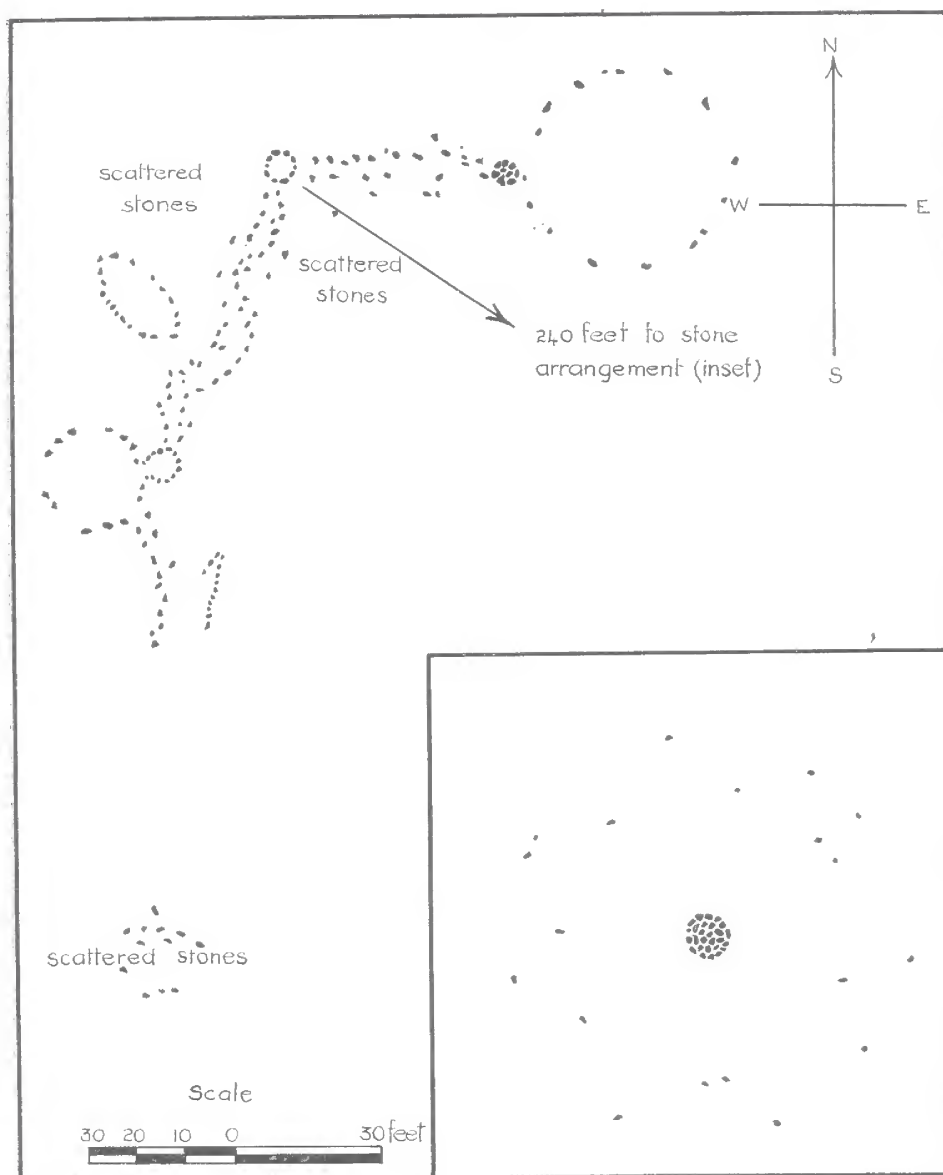 N
scattered
stones
W
E
scattered
stones
240 feet to stone
arrangement (inset)
S
scattered stones
Scale
30 20 10 0 30 feet